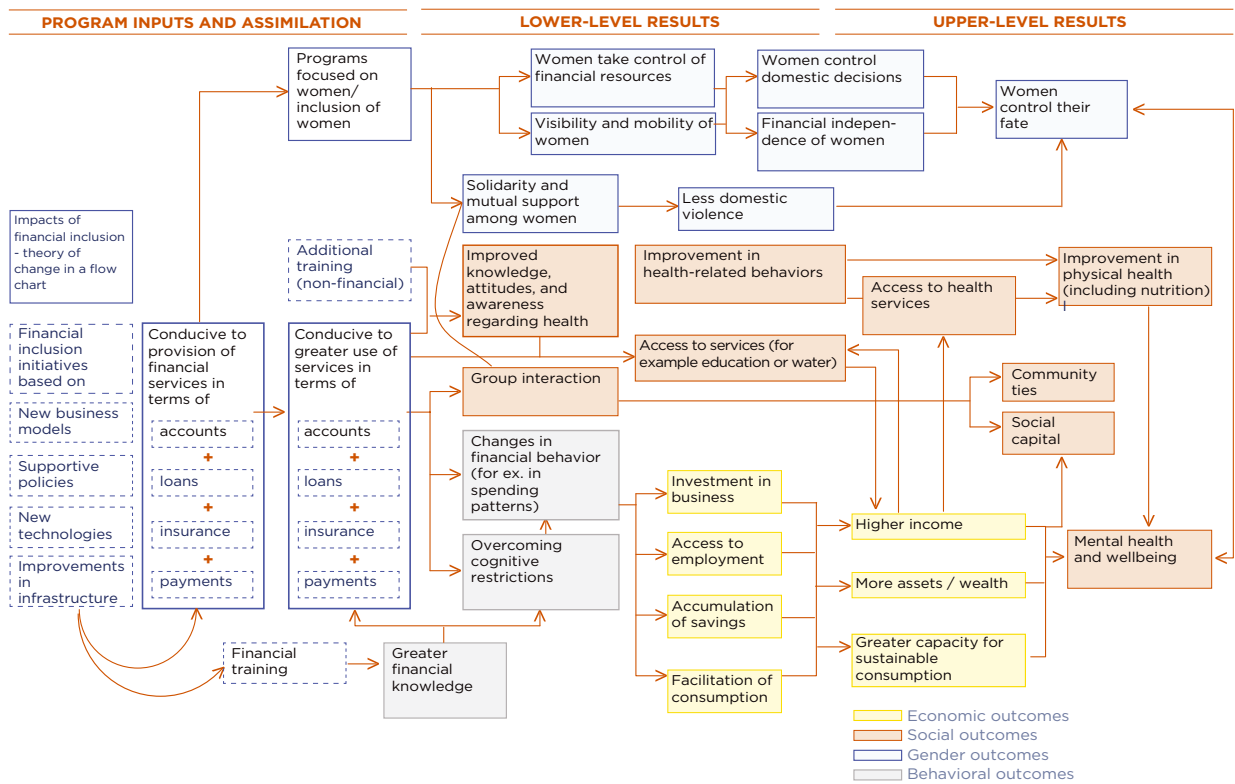 PROGRAM INPUTS AND ASSIMILATION
LOWER-LEVEL RESULTS
UPPER-LEVEL RESULTS
Programs
focused on
women/
inclusion of
women
Women take control of
financial resources
Women control
domestic decisions
Women
control their
fate
Visibility and mobility of
women
Financial indepen-
dence of women
Solidarity and
mutual support
among women
Less domestic
violence
Impacts of
financial inclusion
- theory of
change in a flow
chart
Additional
training
(non-financial)
Improved
knowledge,
attitudes, and
awareness
regarding health
Improvement in
health-related behaviors
Access to health
services
Improvement in
physical health
(including nutrition)
Financial
inclusion
initiatives
based on
New business
models
Supportive
policies
New
technologies
Improvements
in
infrastructure
Conducive to
provision of
financial
services in
terms of
accounts
+
loans
+
insurance
+
payments
Conducive to
greater use of
services in
terms of
accounts
+
loans
+
insurance
+
payments
Access to services (for
example education or water)
Group interaction
Community
ties
Social
capital
Changes in
financial behavior
(for ex. in
spending
patterns)
Overcoming
cognitive
restrictions
Investment in
business
Access to
employment
Accumulation
of savings
Facilitation of
consumption
Higher income
More assets / wealth
Greater capacity for
sustainable
consumption
Mental health
and wellbeing
Financial
training
Greater
financial
knowledge
Economic outcomes
Social outcomes
Gender outcomes
Behavioral outcomes